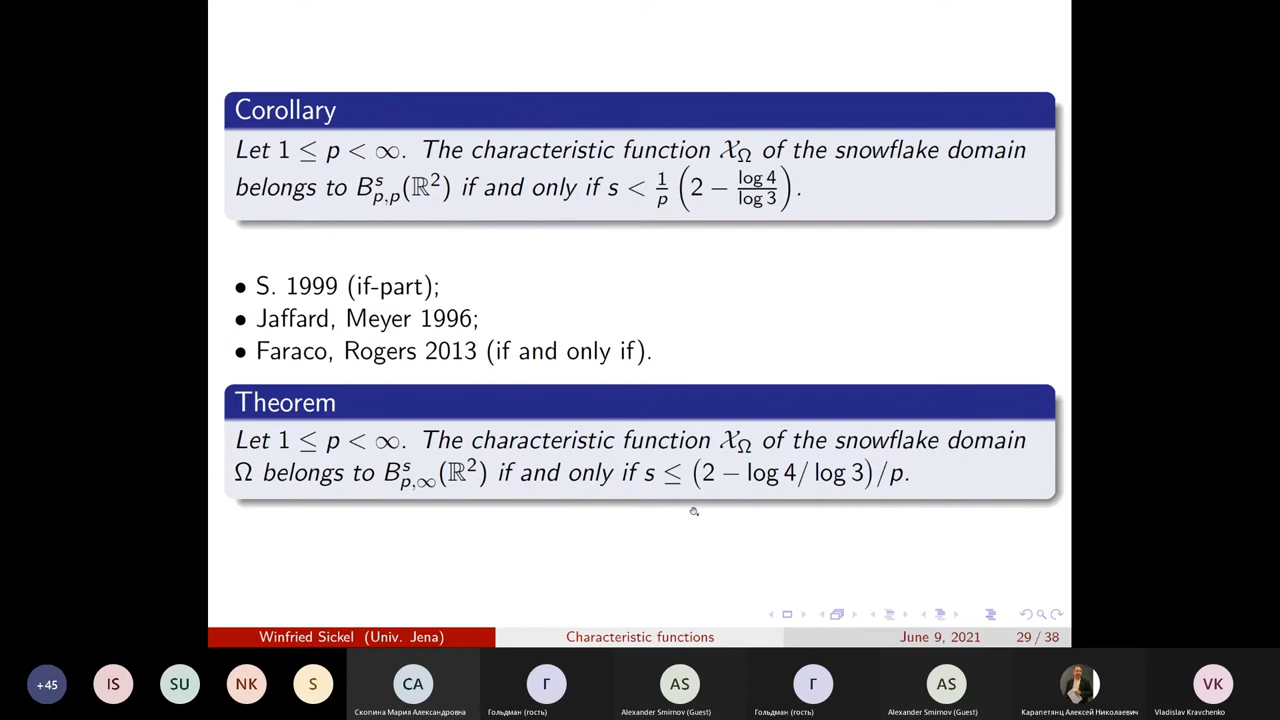 Corollary
Let 1 ≤ p < ∞. The characteristic function 𝒳_Ω of the snowflake domain
belongs to B^s_{p,p}(ℝ²) if and only if s < 1/p (2 − log 4/log 3).
• S. 1999 (if-part);
• Jaffard, Meyer 1996;
• Faraco, Rogers 2013 (if and only if).
Theorem
Let 1 ≤ p < ∞. The characteristic function 𝒳_Ω of the snowflake domain
Ω belongs to B^s_{p,∞}(ℝ²) if and only if s ≤ (2 − log 4/ log 3)/p.
Winfried Sickel (Univ. Jena) Characteristic functions June 9, 2021 29 / 38
+45 IS SU NK S CA Г AS Г AS VK
Скопина Мария Александровна Гольдман (гость) Alexander Smirnov (Guest) Гольдман (гость) Alexander Smirnov (Guest) Карапетянц Алексей Николаевич Vladislav Kravchenko